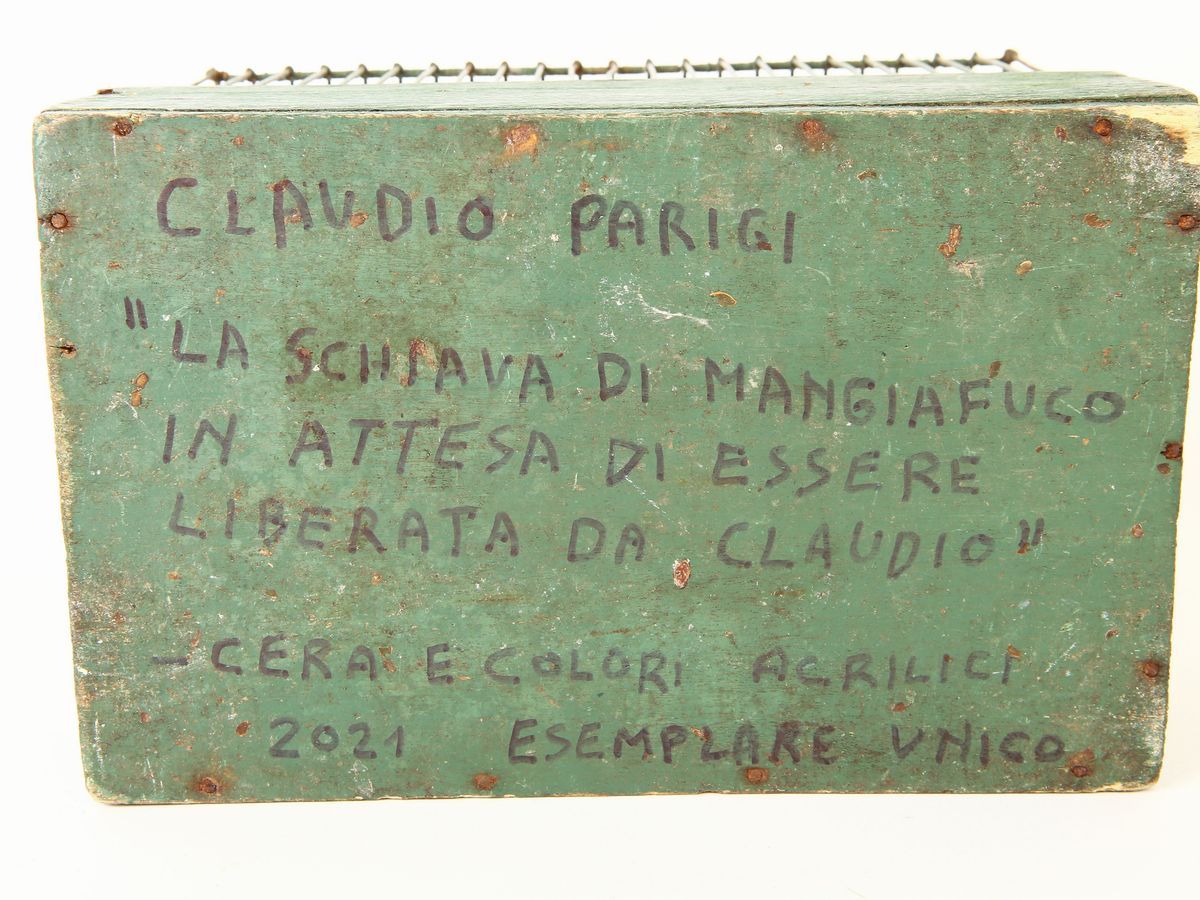 CLAUDIO PARIGI
"LA SCHIAVA DI MANGIAFUCO
IN ATTESA DI ESSERE
LIBERATA DA CLAUDIO"
- CERA E COLORI ACRILICI
2021 ESEMPLARE UNICO